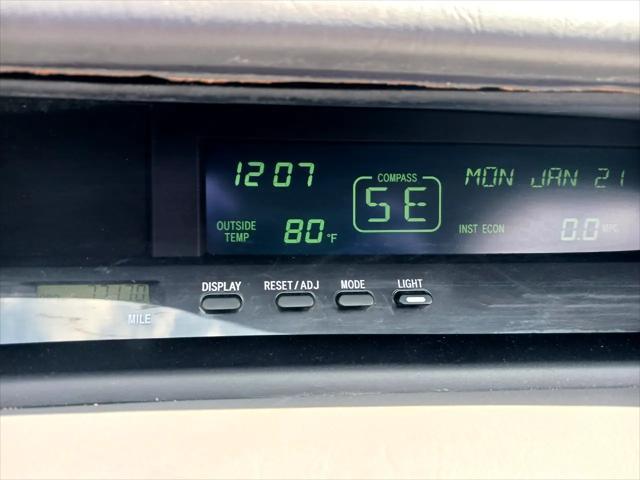 12 07
COMPASS
SE
MON JAN 21
OUTSIDE
TEMP
80 °F
INST ECON
0.0 MPG
DISPLAY
RESET / ADJ
MODE
LIGHT
77170
MILE